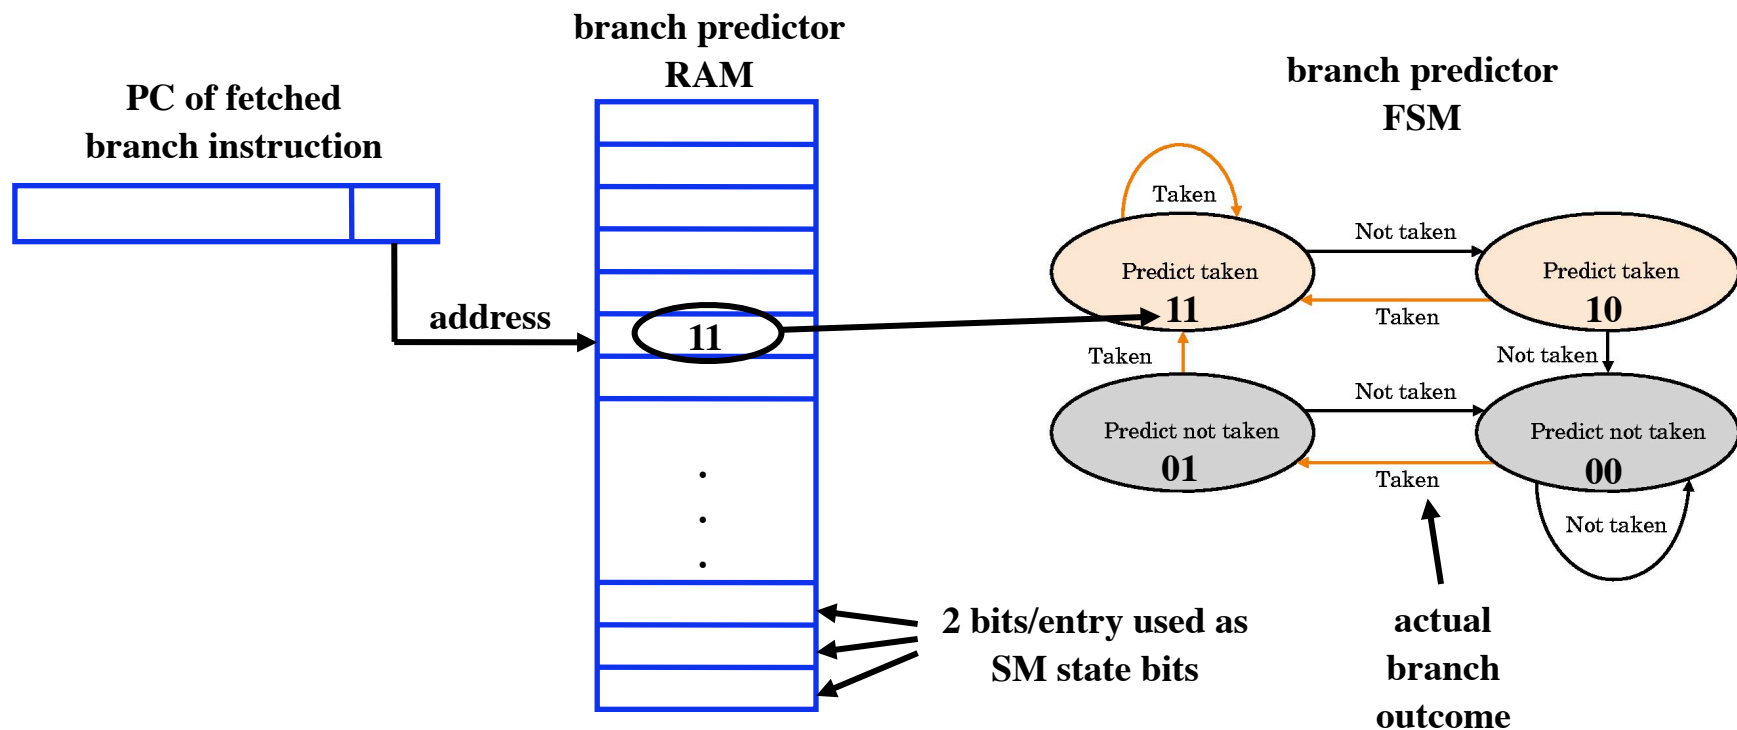 branch predictor
RAM
PC of fetched
branch instruction
branch predictor
FSM
address
11
Taken
Predict taken
11
Not taken
Predict taken
10
Taken
Taken
Not taken
Predict not taken
01
Not taken
Predict not taken
00
Taken
Not taken
.
.
.
2 bits/entry used as
SM state bits
actual
branch
outcome